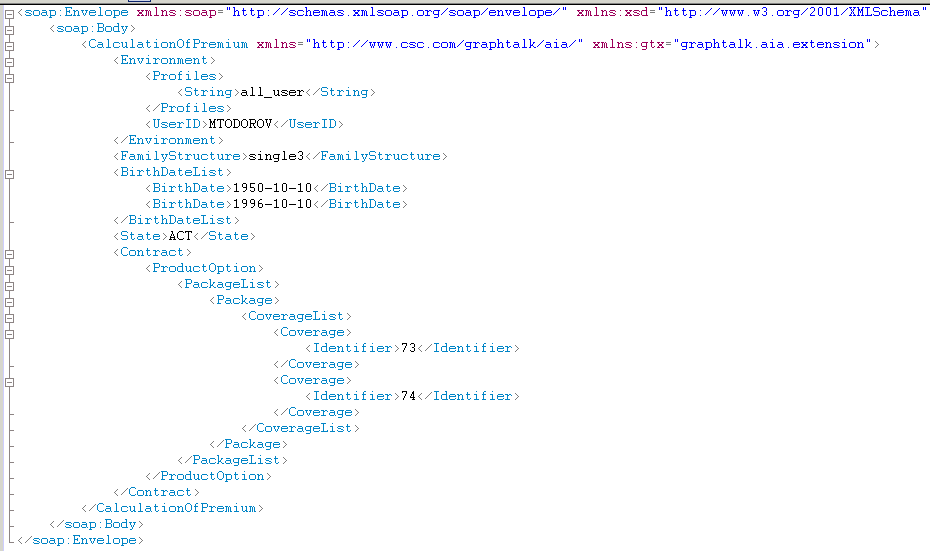 <soap:Envelope xmlns:soap="http://schemas.xmlsoap.org/soap/envelope/" xmlns:xsd="http://www.w3.org/2001/XMLSchema"
<soap:Body>
<CalculationOfPremium xmlns="http://www.csc.com/graphtalk/aia/" xmlns:gtx="graphtalk.aia.extension">
<Environment>
<Profiles>
<String>all_user</String>
</Profiles>
<UserID>MTODOROV</UserID>
</Environment>
<FamilyStructure>single3</FamilyStructure>
<BirthDateList>
<BirthDate>1950-10-10</BirthDate>
<BirthDate>1996-10-10</BirthDate>
</BirthDateList>
<State>ACT</State>
<Contract>
<ProductOption>
<PackageList>
<Package>
<CoverageList>
<Coverage>
<Identifier>73</Identifier>
</Coverage>
<Coverage>
<Identifier>74</Identifier>
</Coverage>
</CoverageList>
</Package>
</PackageList>
</ProductOption>
</Contract>
</CalculationOfPremium>
</soap:Body>
</soap:Envelope>